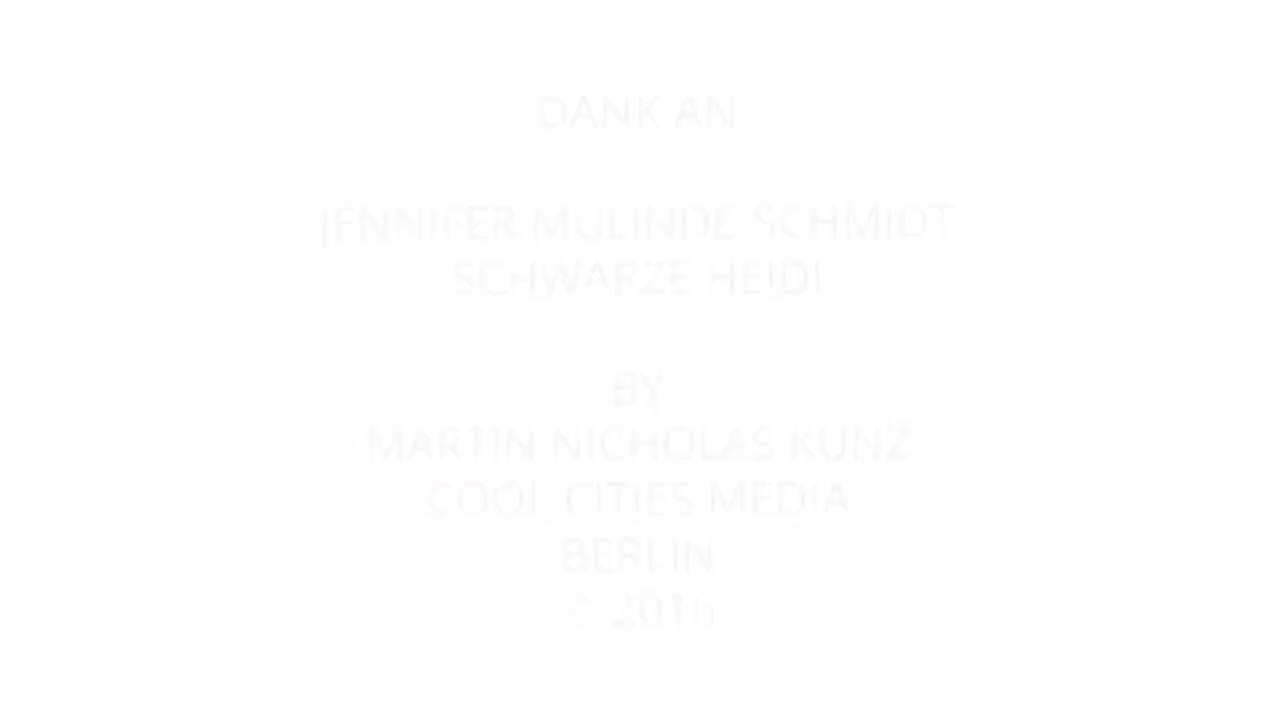 DANK AN
JENNIFER MULINDE-SCHMIDT
SCHWARZE HEIDI
BY
MARTIN NICHOLAS KUNZ
COOL CITIES MEDIA
BERLIN
© 2016